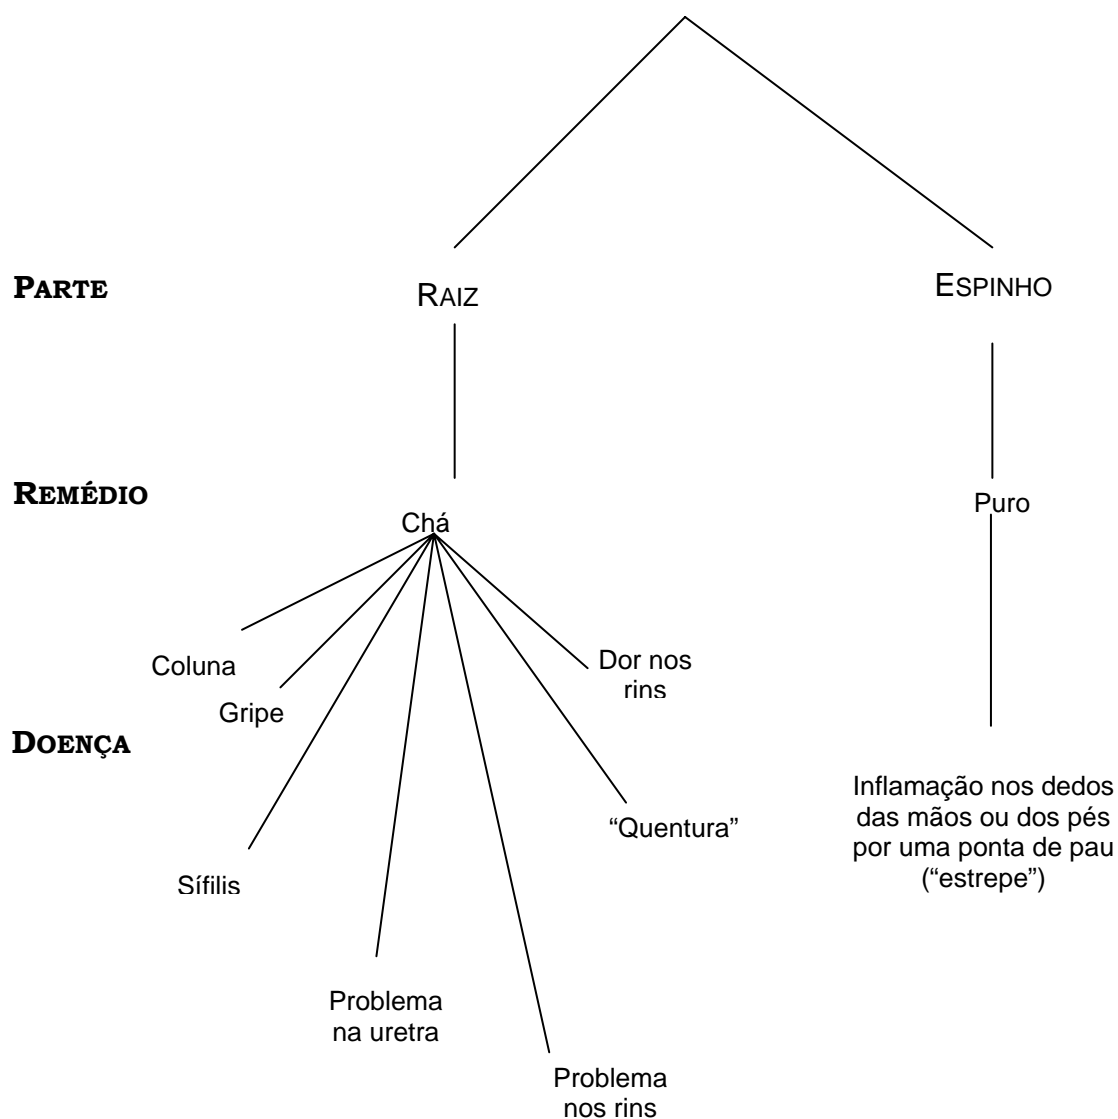 PARTE
RAIZ
ESPINHO
REMÉDIO
Chá
Puro
Coluna
Gripe
Dor nos
rins
DOENÇA
Sífilis
“Quentura”
Inflamação nos dedos
das mãos ou dos pés
por uma ponta de pau
(“estrepe”)
Problema
na uretra
Problema
nos rins